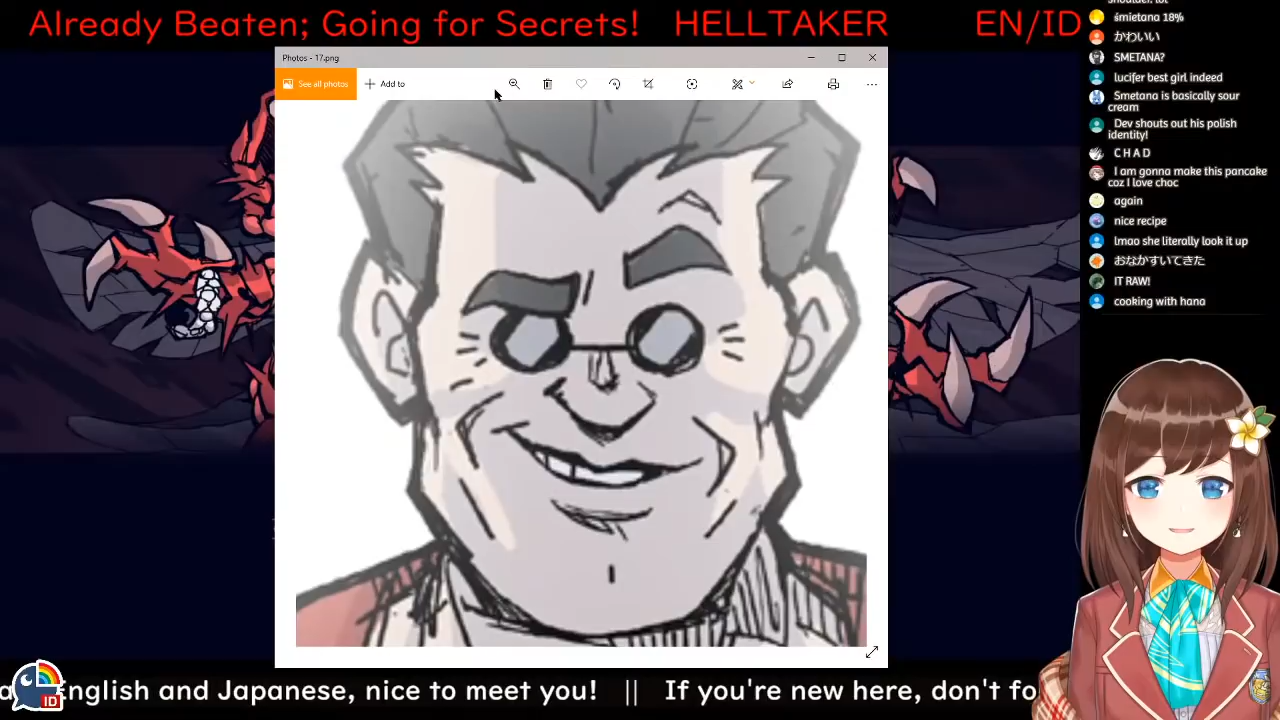 Already Beaten; Going for Secrets! HELLTAKER EN/ID
Photos - 17.png
See all photos
Add to
shoulder. lol
śmietana 18%
かわいい
SMETANA?
lucifer best girl indeed
Smetana is basically sour
cream
Dev shouts out his polish
identity!
C H A D
I am gonna make this pancake
coz I love choc
again
nice recipe
lmao she literally look it up
おなかすいてきた
IT RAW!
cooking with hana
English and Japanese, nice to meet you! || If you're new here, don't fo
ID